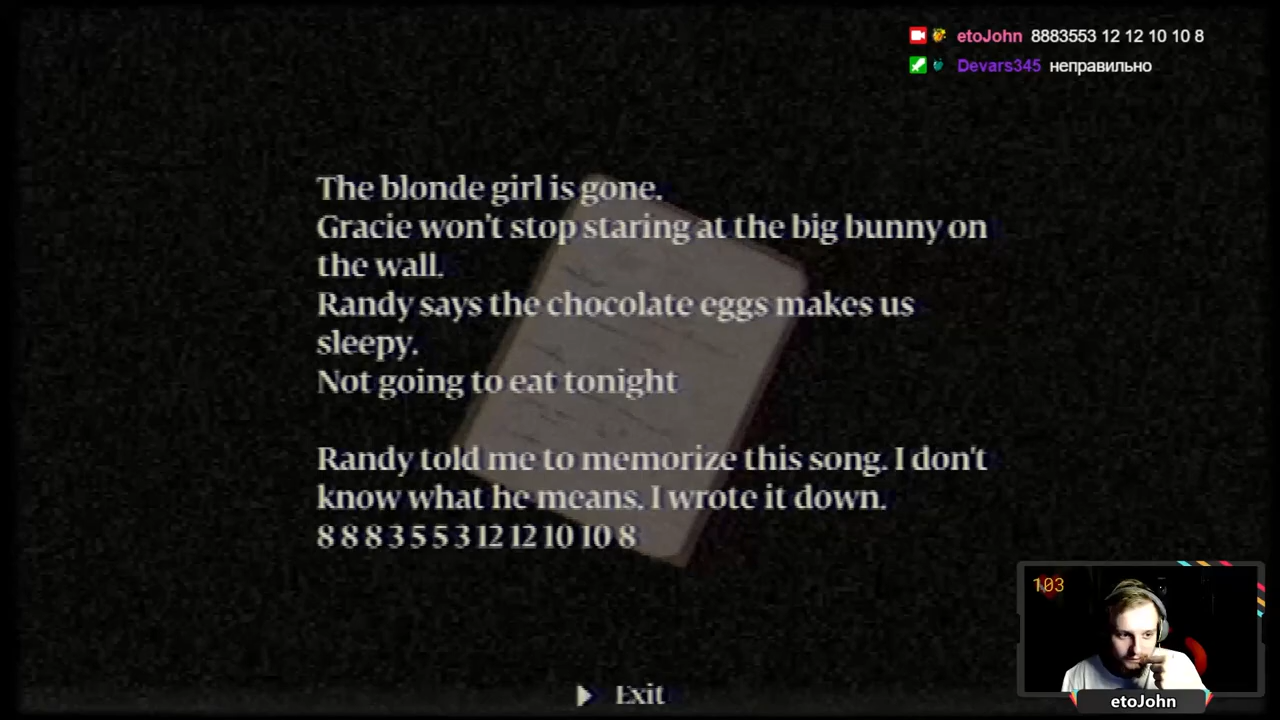 etoJohn 8883553 12 12 10 10 8
Devars345 неправильно
The blonde girl is gone.
Gracie won't stop staring at the big bunny on
the wall.
Randy says the chocolate eggs makes us
sleepy.
Not going to eat tonight
Randy told me to memorize this song. I don't
know what he means. I wrote it down.
8 8 8 3 5 5 3 12 12 10 10 8
103
Exit
etoJohn